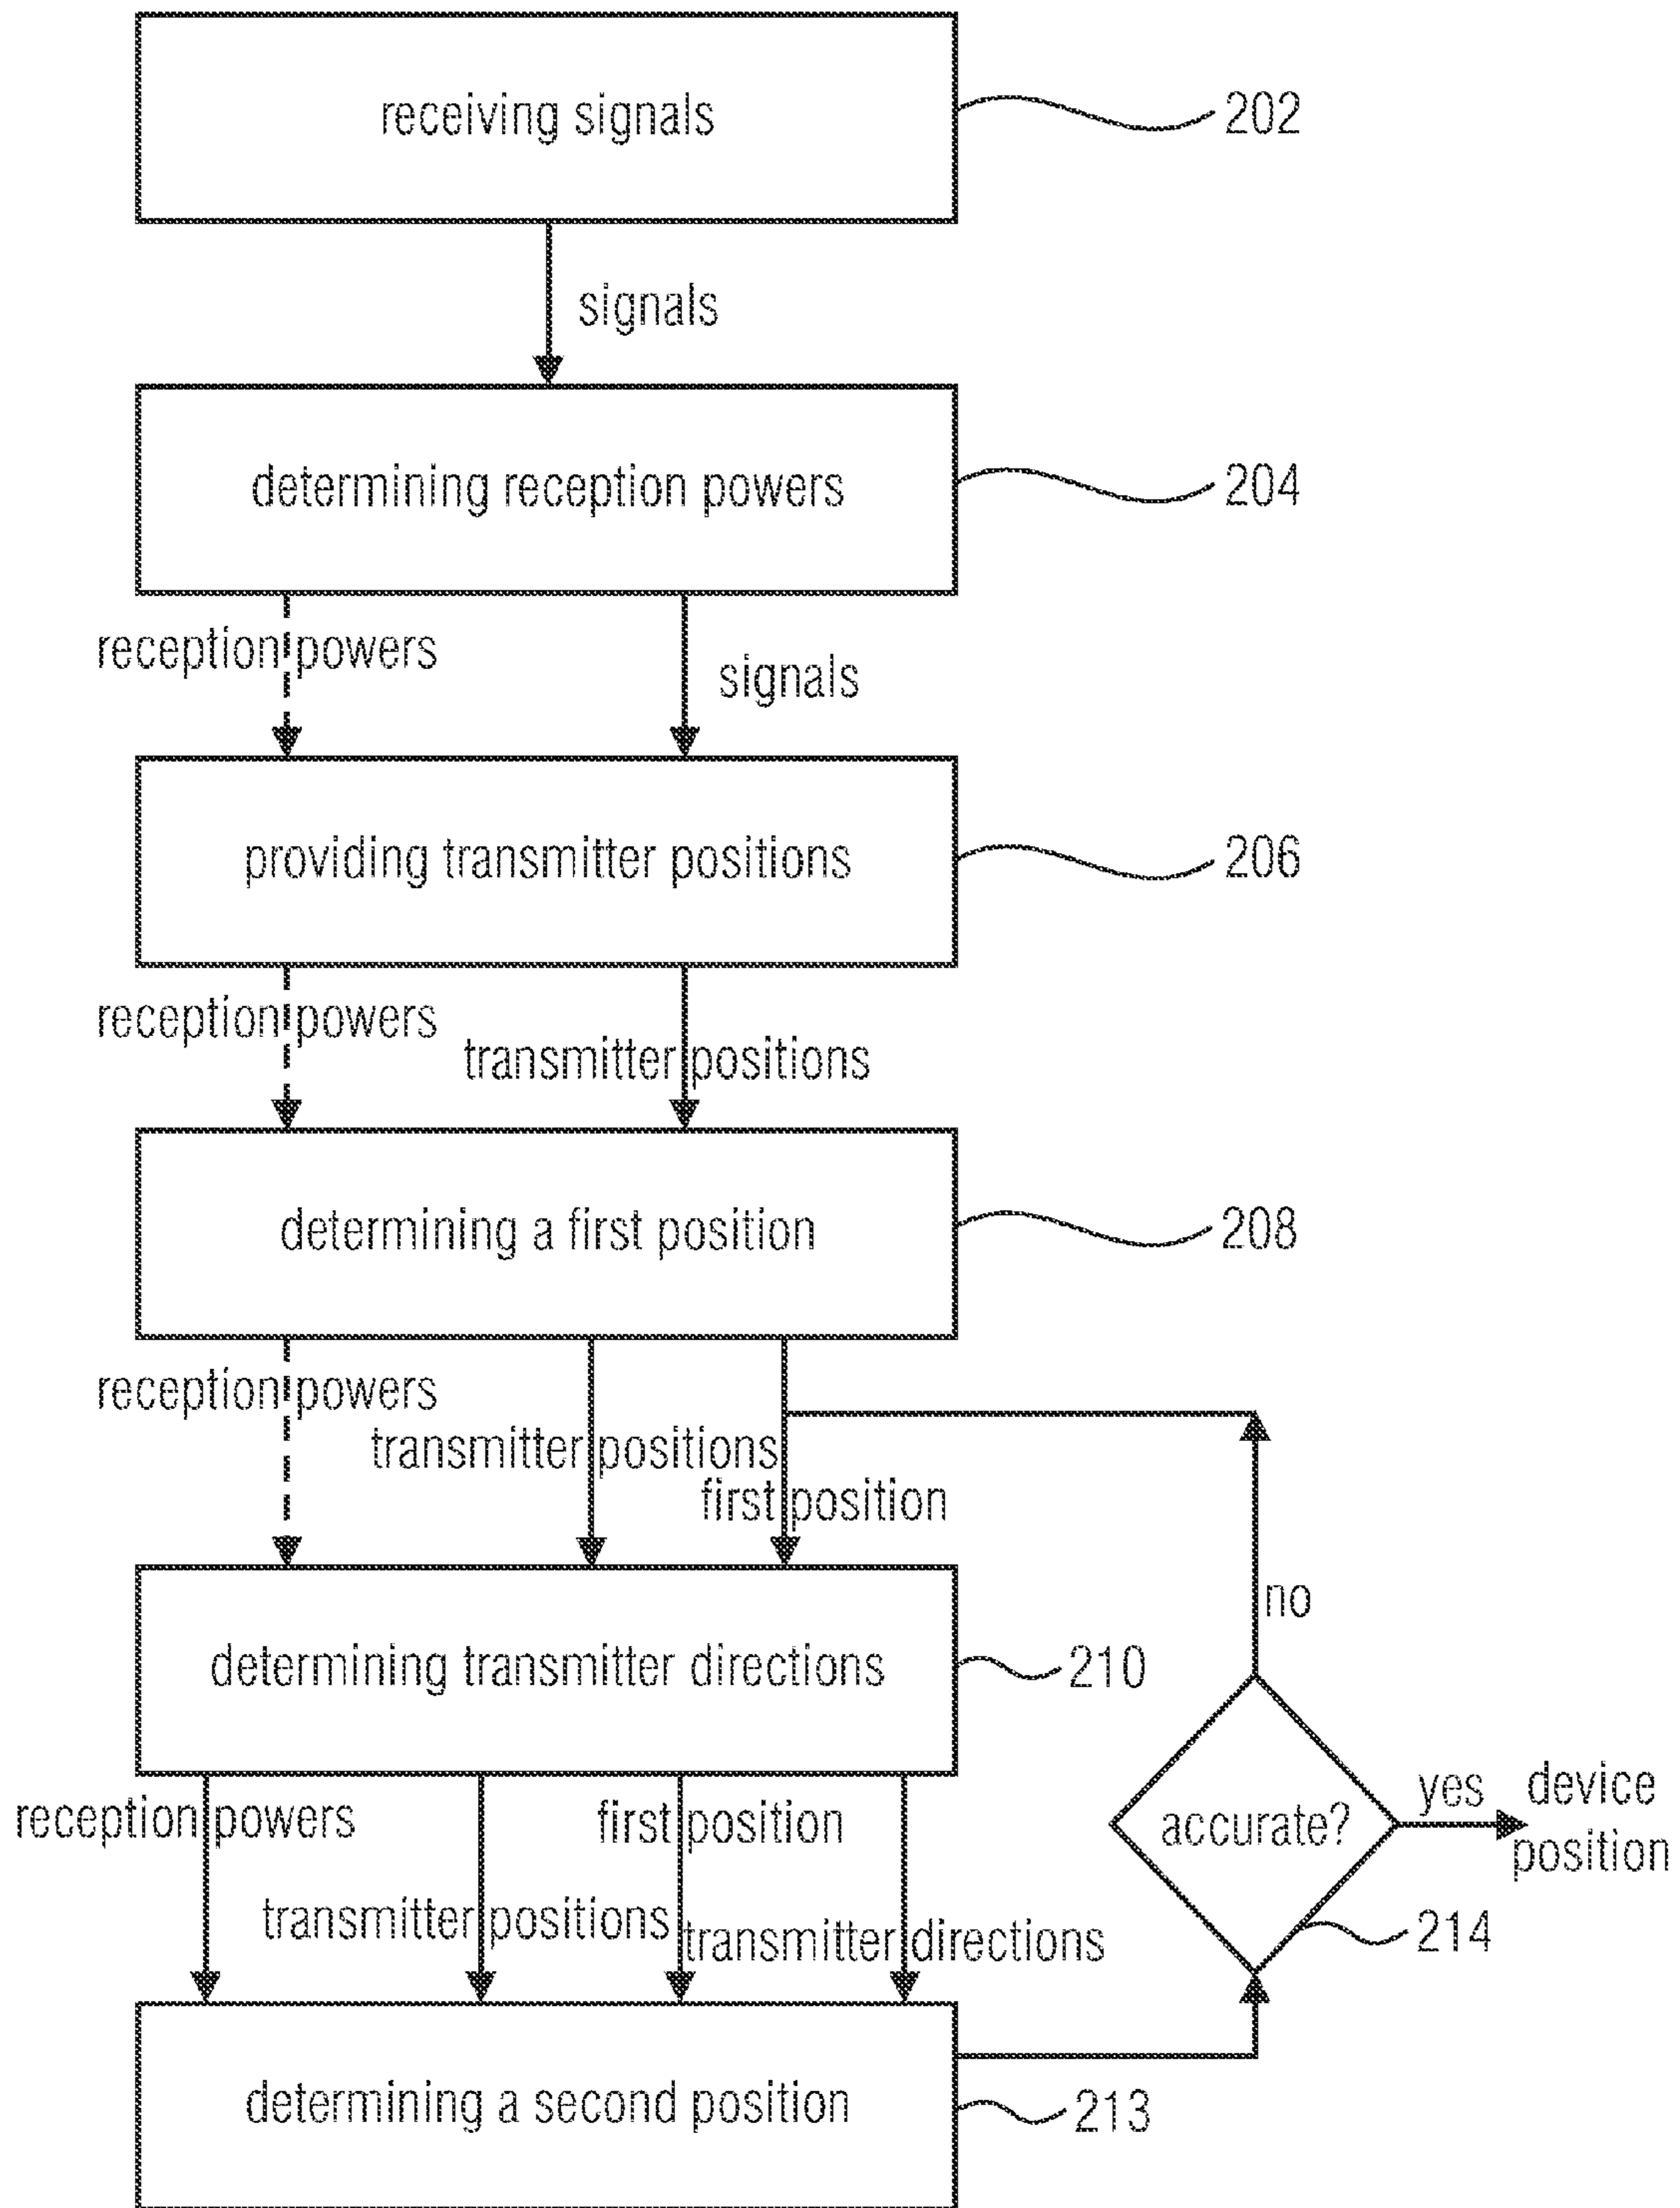 receiving signals
202
signals
determining reception powers
204
reception powers
signals
providing transmitter positions
206
reception powers
transmitter positions
determining a first position
208
reception powers
transmitter positions
first position
no
determining transmitter directions
210
accurate?
yes
device
position
214
reception powers
first position
transmitter positions
transmitter directions
determining a second position
213